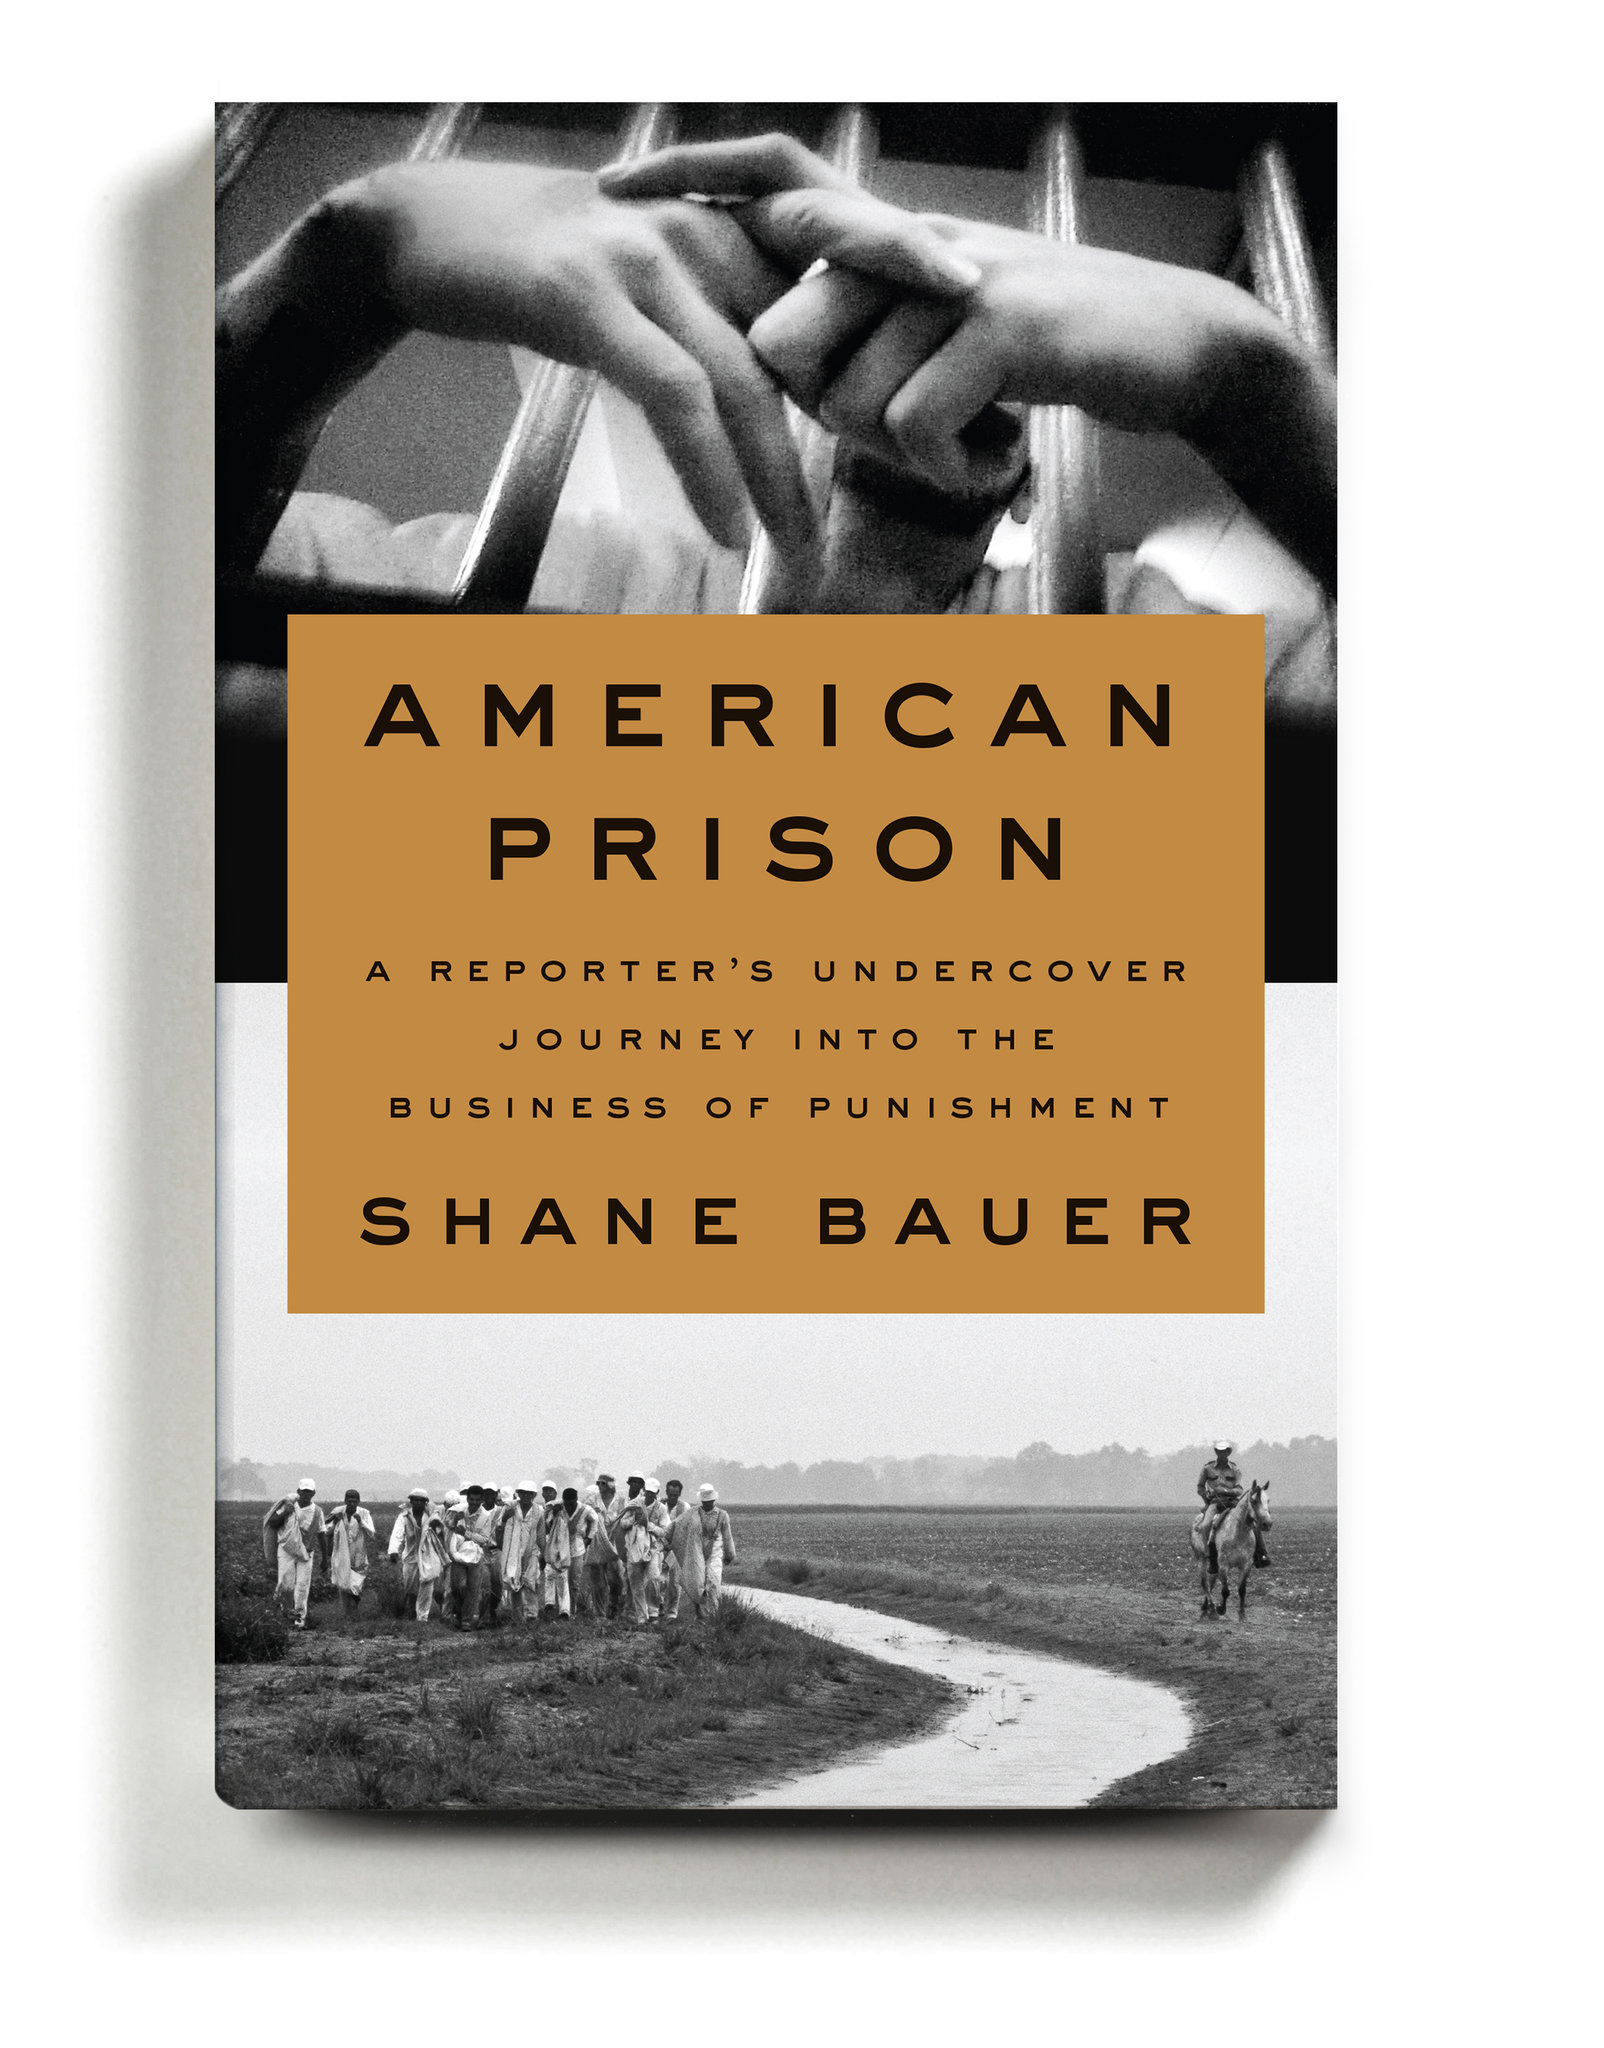 AMERICAN
PRISON
A REPORTER'S UNDERCOVER
JOURNEY INTO THE
BUSINESS OF PUNISHMENT
SHANE BAUER